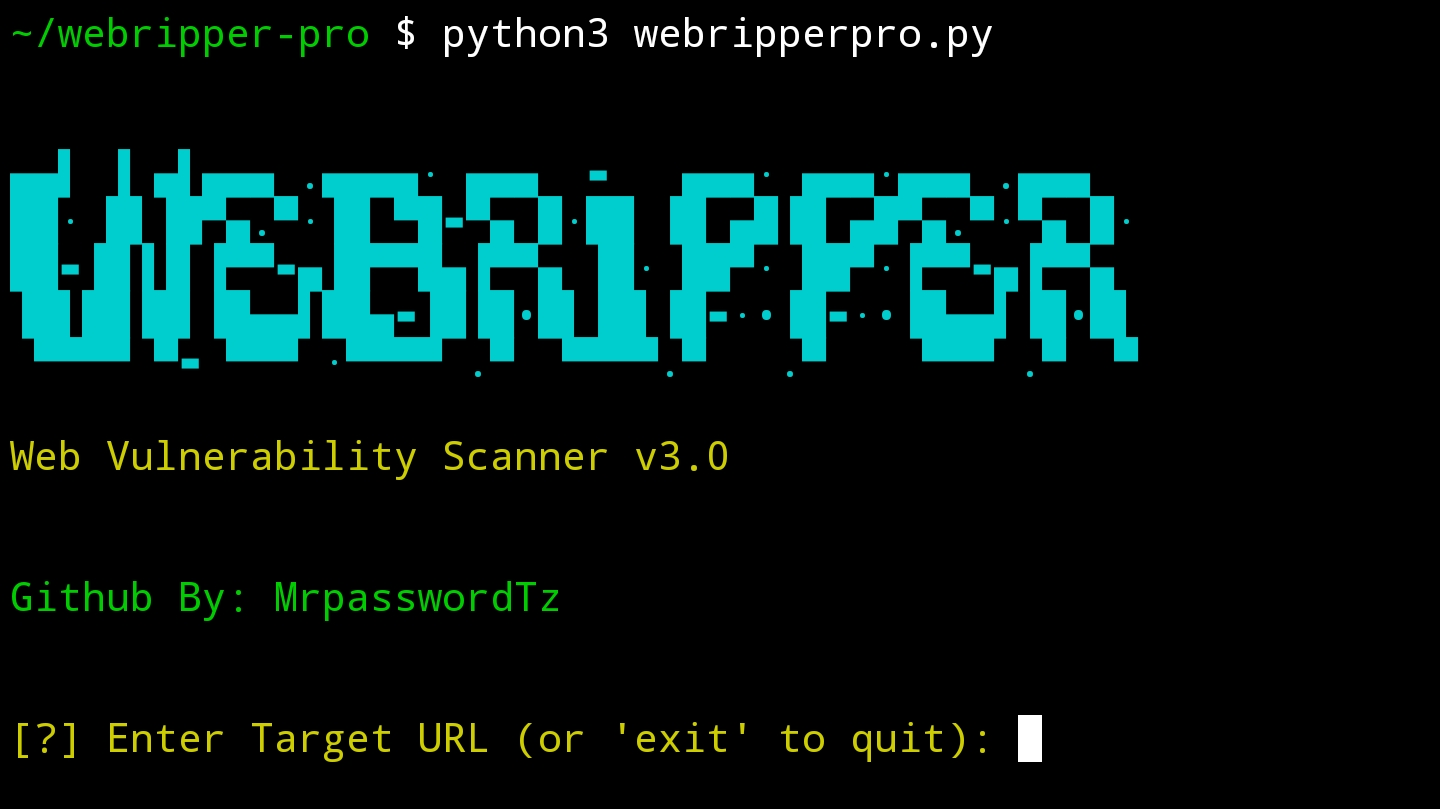 ~/webripper-pro $ python3 webripperpro.py
WeBRiPPeR
Web Vulnerability Scanner v3.0
Github By: MrpasswordTz
[?] Enter Target URL (or 'exit' to quit):